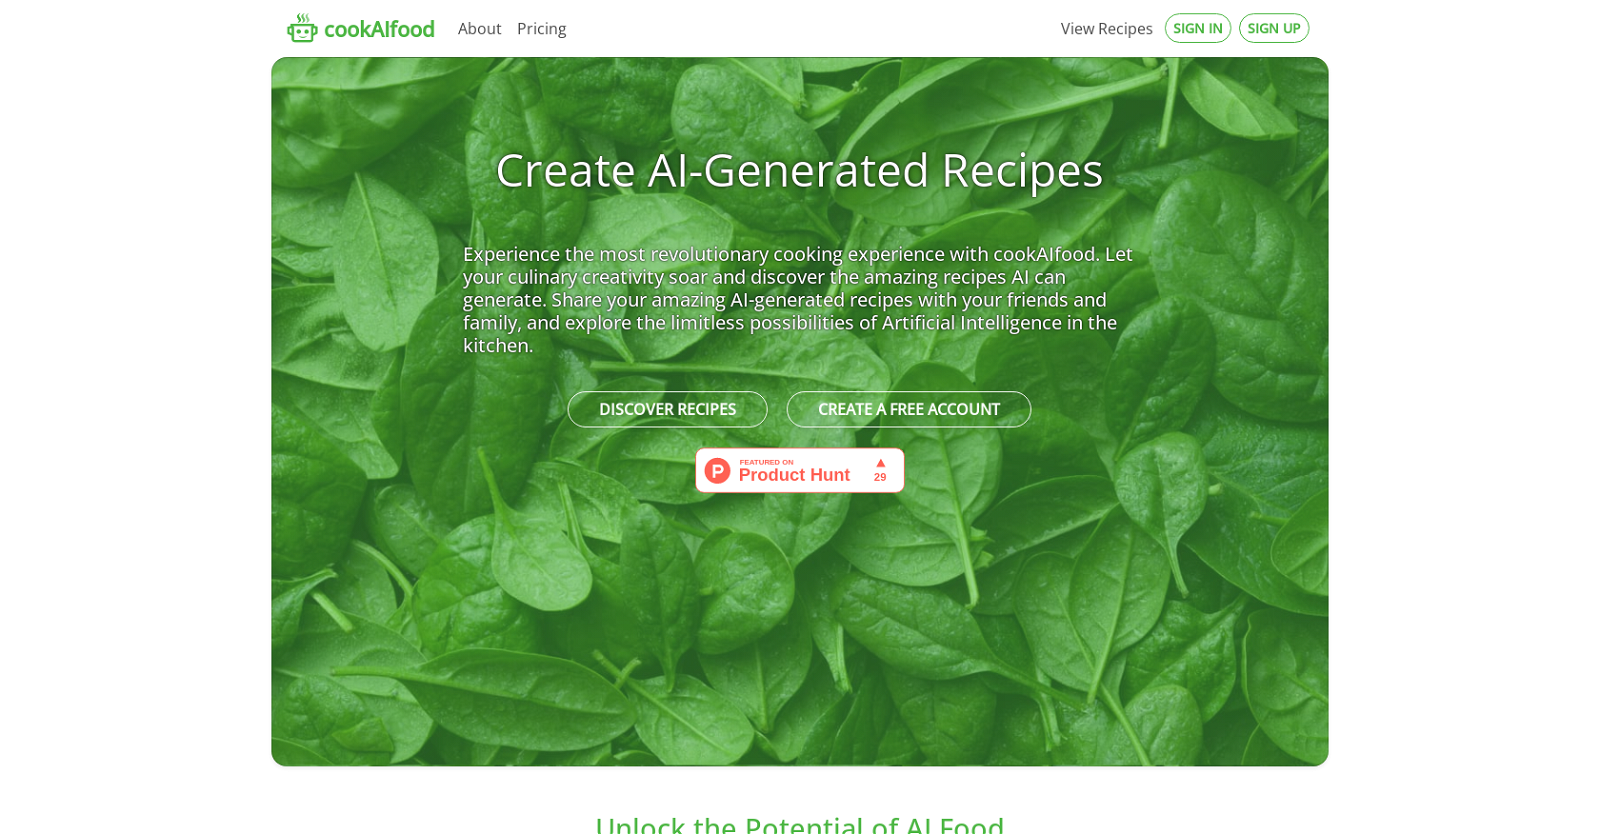 cookAIfood About Pricing View Recipes SIGN IN SIGN UP
Create AI-Generated Recipes
Experience the most revolutionary cooking experience with cookAIfood. Let
your culinary creativity soar and discover the amazing recipes AI can
generate. Share your amazing AI-generated recipes with your friends and
family, and explore the limitless possibilities of Artificial Intelligence in the
kitchen.
DISCOVER RECIPES CREATE A FREE ACCOUNT
P FEATURED ON
Product Hunt ▲ 29
Unlock the Potential of AI Food